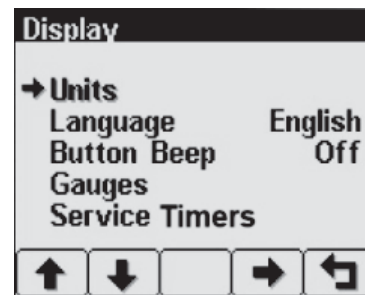 Display
Units
Language English
Button Beep Off
Gauges
Service Timers